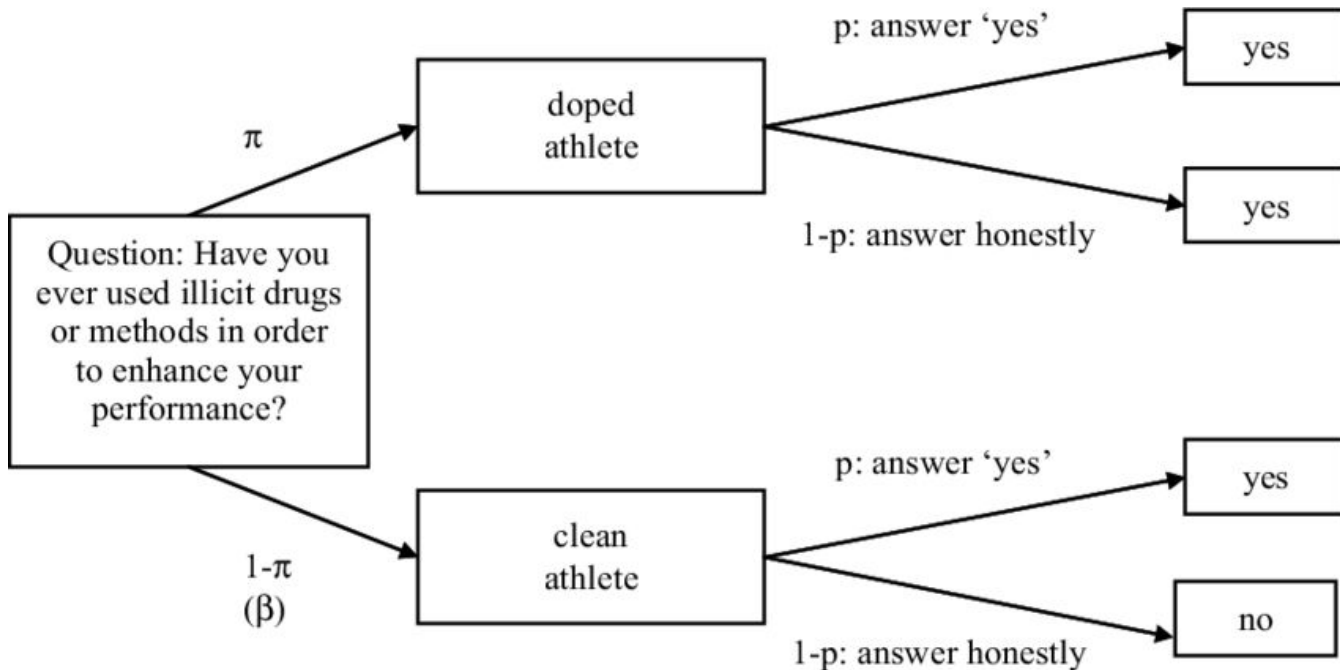 p: answer ‘yes’
yes
doped
athlete
π
yes
1-p: answer honestly
Question: Have you
ever used illicit drugs
or methods in order
to enhance your
performance?
p: answer ‘yes’
yes
clean
athlete
1-π
(β)
no
1-p: answer honestly